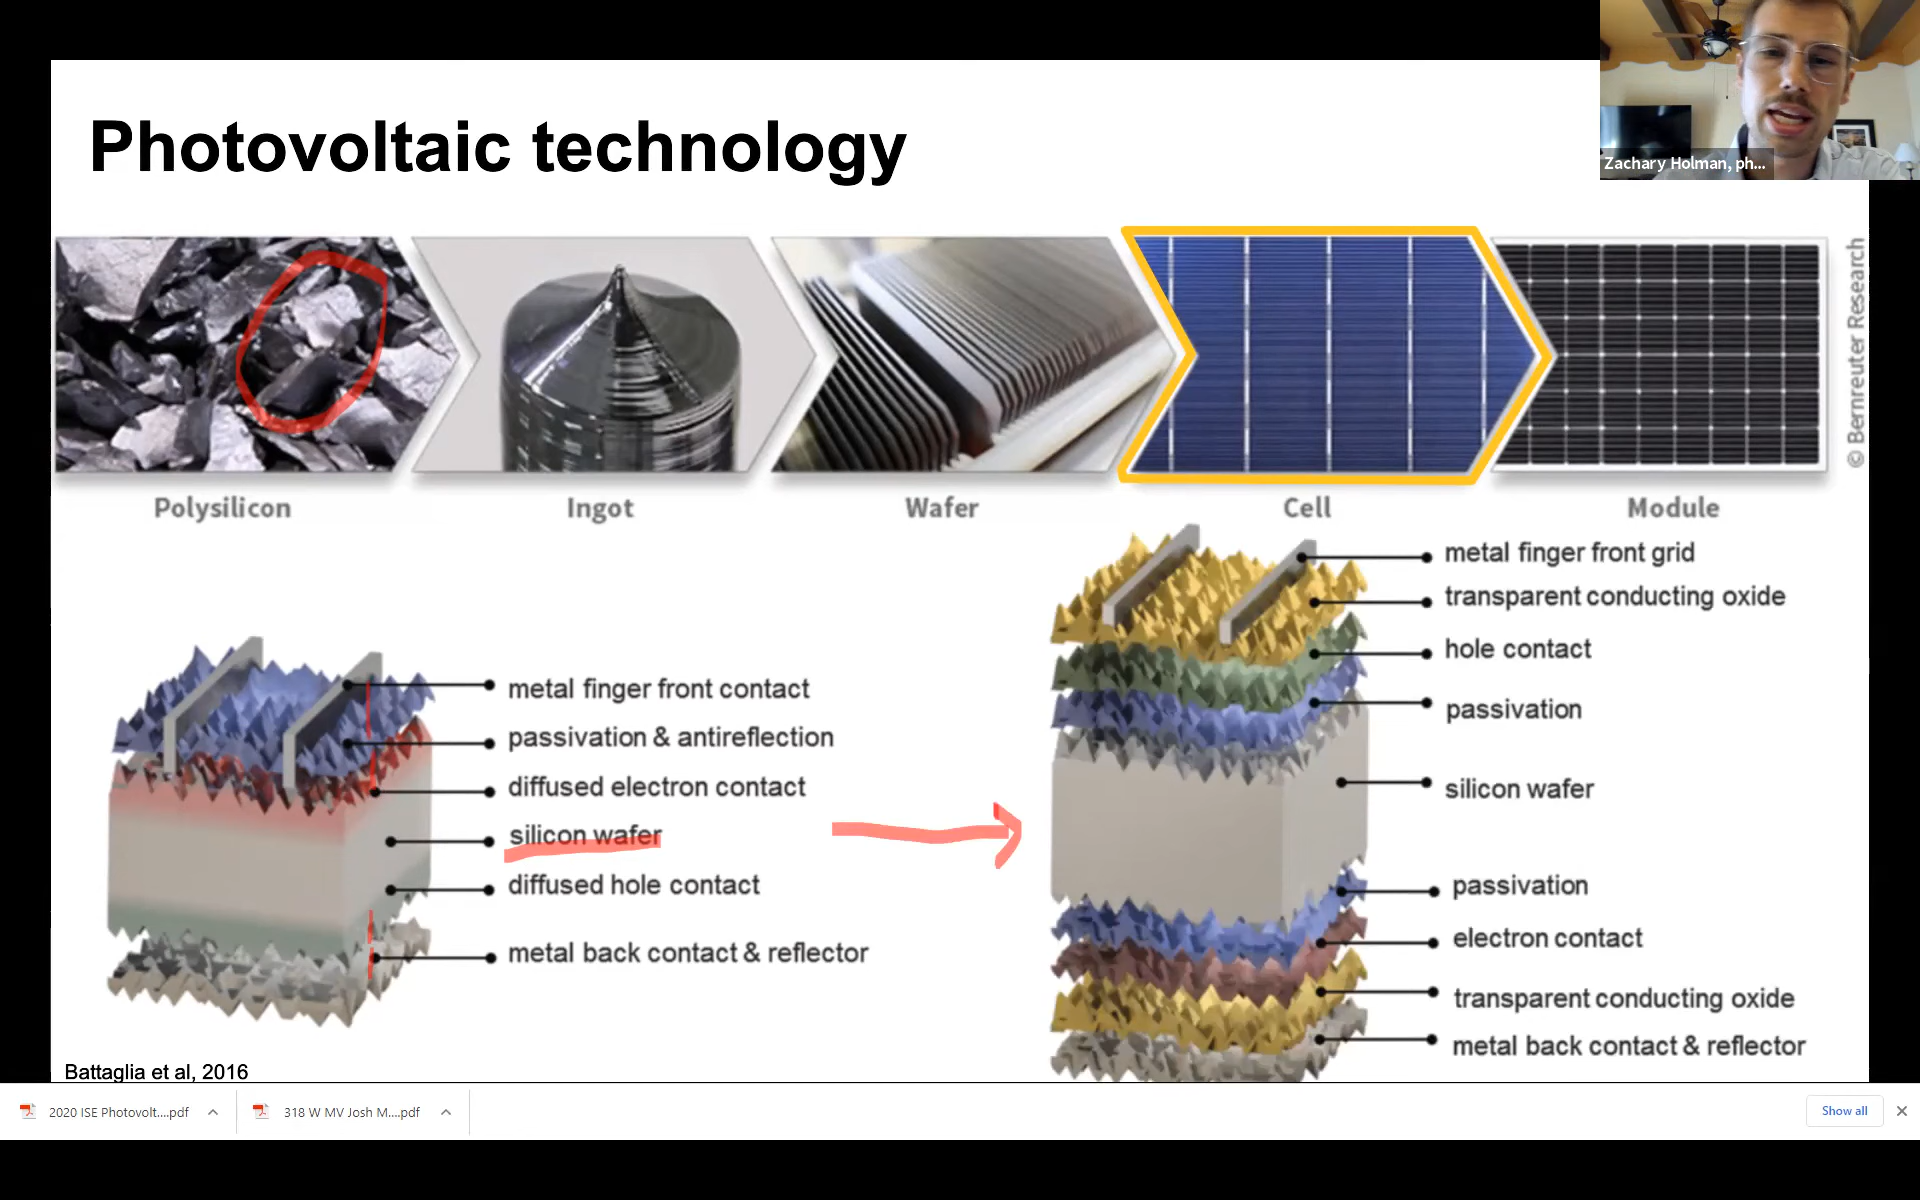 Photovoltaic technology
Zachary Holman, ph...
© Bernreuter Research
Polysilicon
Ingot
Wafer
Cell
Module
metal finger front contact
passivation & antireflection
diffused electron contact
silicon wafer
diffused hole contact
metal back contact & reflector
metal finger front grid
transparent conducting oxide
hole contact
passivation
silicon wafer
passivation
electron contact
transparent conducting oxide
metal back contact & reflector
Battaglia et al, 2016
2020 ISE Photovolt....pdf
318 W MV Josh M....pdf
Show all